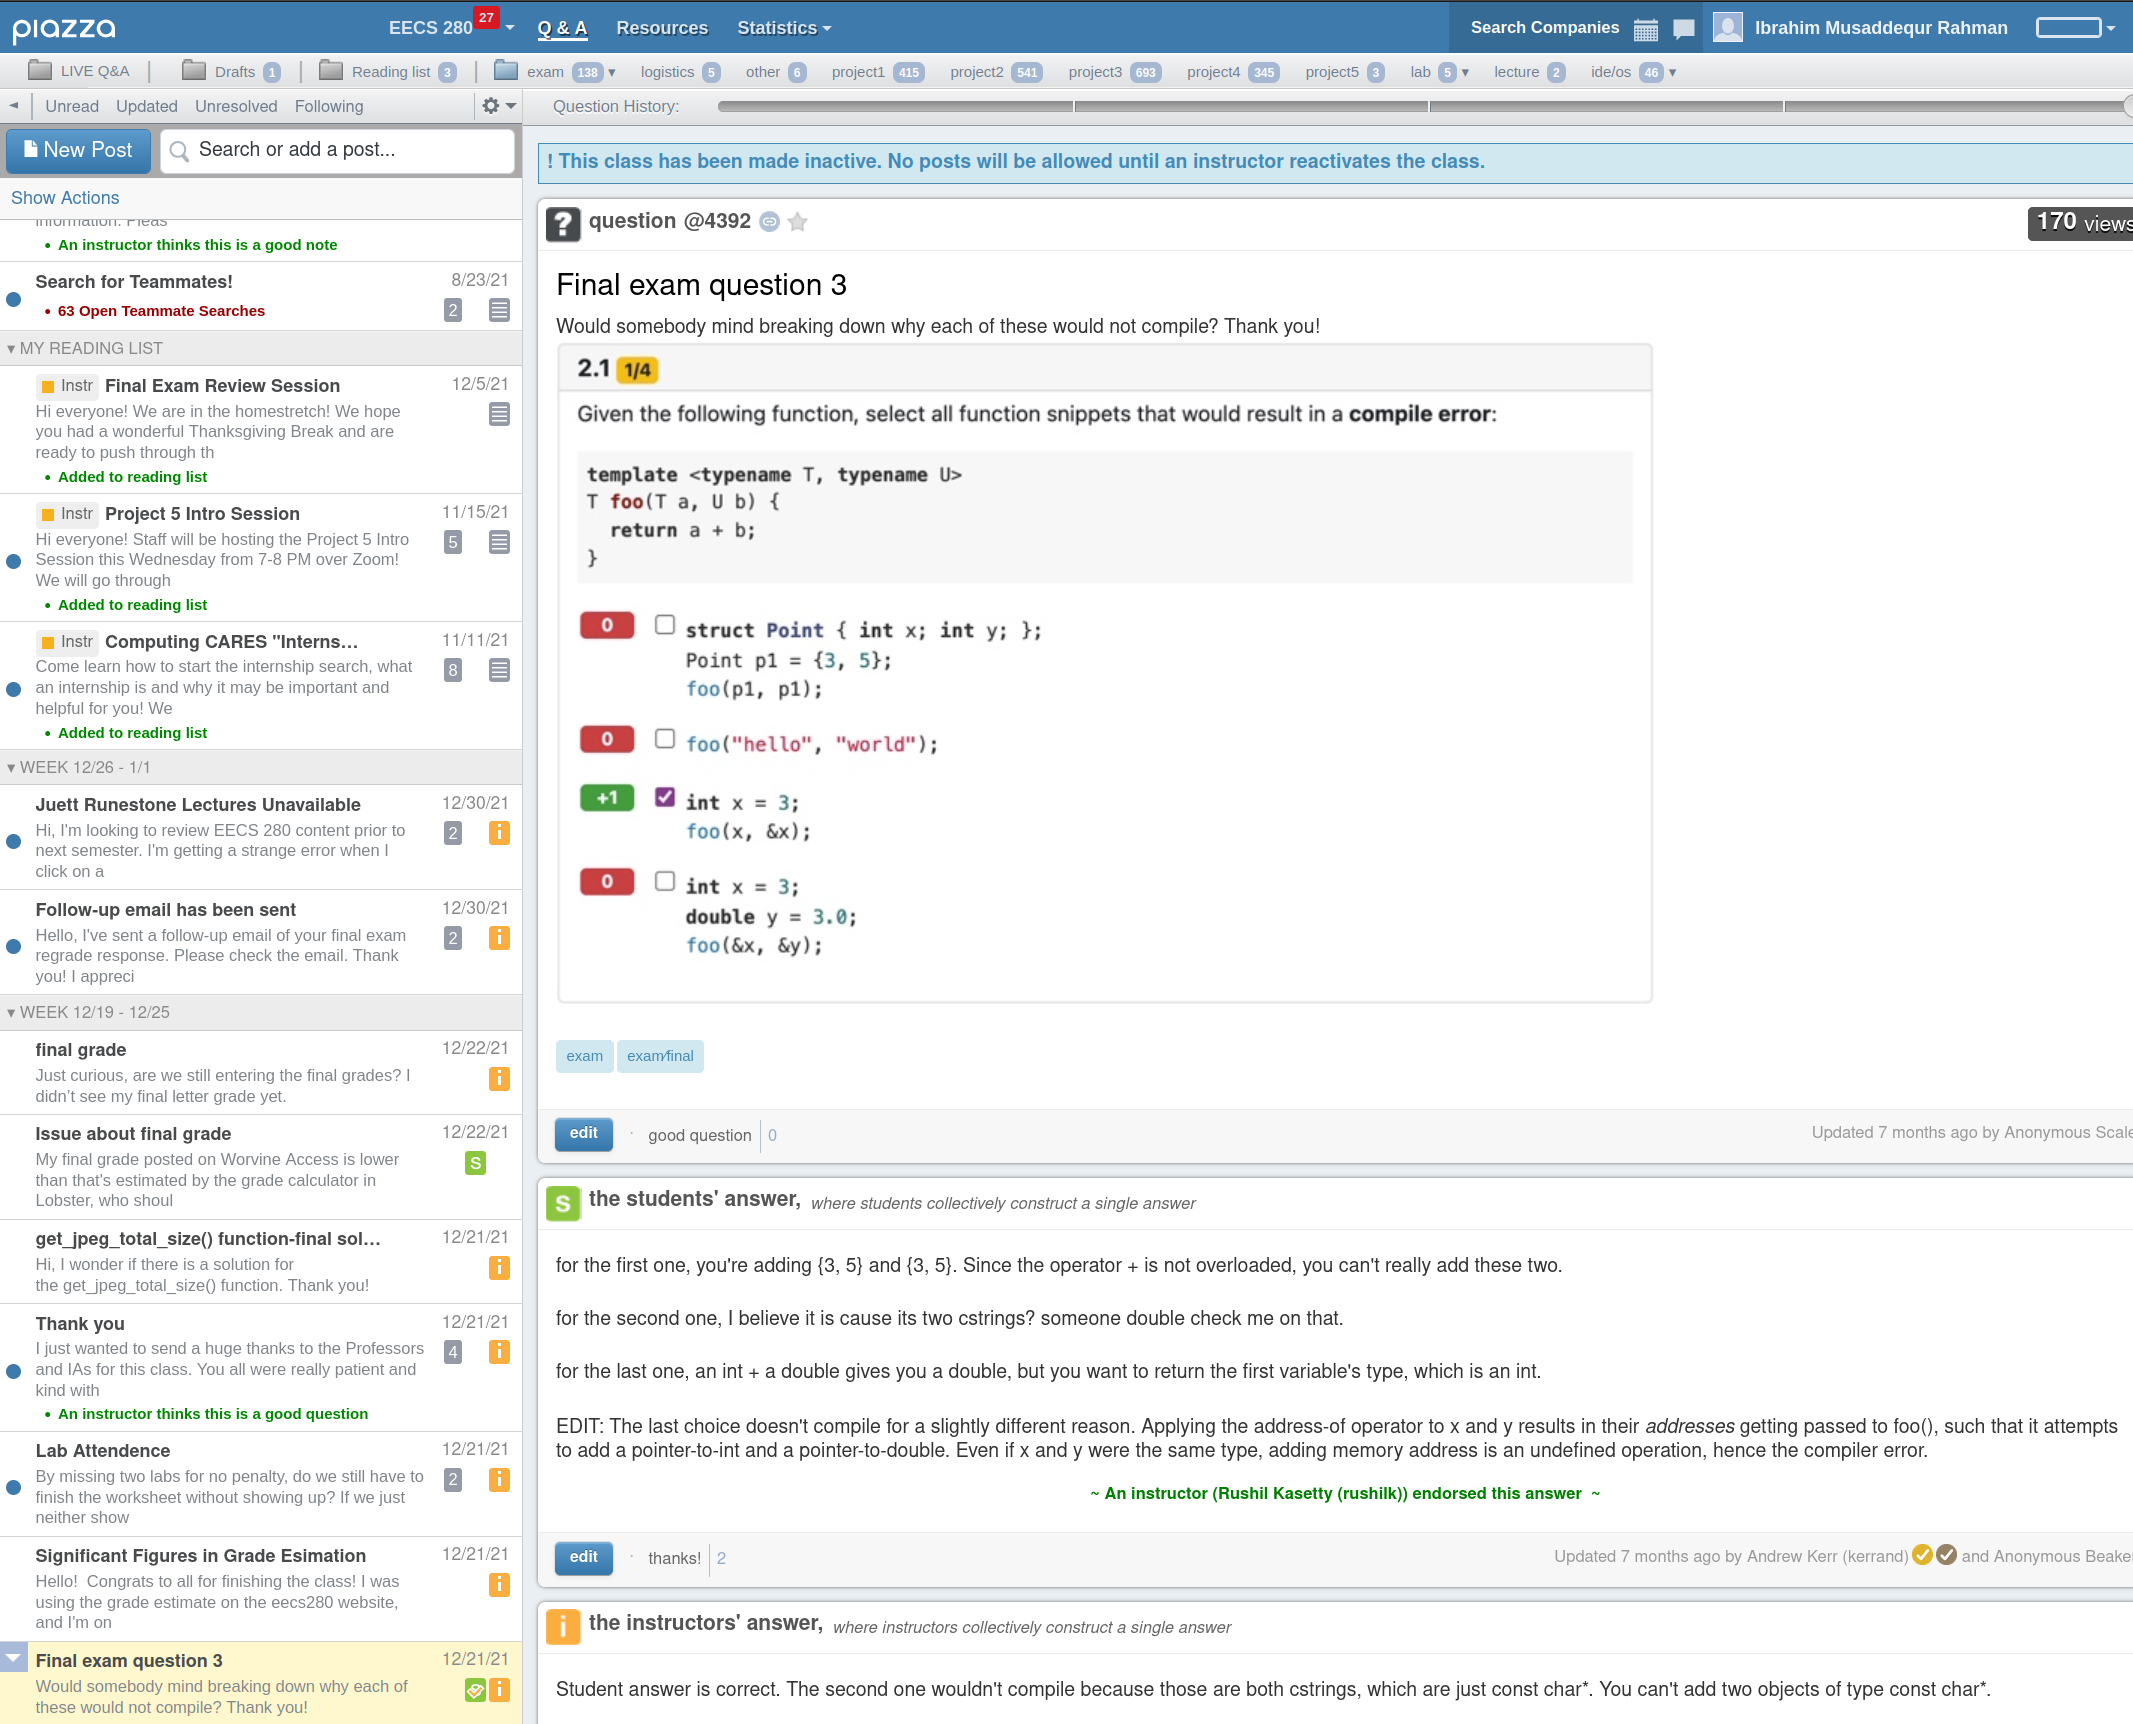 piazza
EECS 280 27
Q & A
Resources
Statistics
Search Companies
Ibrahim Musaddequr Rahman
LIVE Q&A
Drafts 1
Reading list 3
exam 138 ▾
logistics 5
other 6
project1 415
project2 541
project3 693
project4 345
project5 3
lab 5 ▾
lecture 2
ide/os 46 ▾
Unread Updated Unresolved Following
Question History:
New Post
Search or add a post...
Show Actions
information. Pleas
• An instructor thinks this is a good note
Search for Teammates! 8/23/21
• 63 Open Teammate Searches 2
▾ MY READING LIST
Instr Final Exam Review Session 12/5/21
Hi everyone! We are in the homestretch! We hope
you had a wonderful Thanksgiving Break and are
ready to push through th
• Added to reading list
Instr Project 5 Intro Session 11/15/21
Hi everyone! Staff will be hosting the Project 5 Intro 5
Session this Wednesday from 7-8 PM over Zoom!
We will go through
• Added to reading list
Instr Computing CARES "Interns... 11/11/21
Come learn how to start the internship search, what 8
an internship is and why it may be important and
helpful for you! We
• Added to reading list
▾ WEEK 12/26 - 1/1
Juett Runestone Lectures Unavailable 12/30/21
Hi, I'm looking to review EECS 280 content prior to 2 i
next semester. I'm getting a strange error when I
click on a
Follow-up email has been sent 12/30/21
Hello, I've sent a follow-up email of your final exam 2 i
regrade response. Please check the email. Thank
you! I appreci
▾ WEEK 12/19 - 12/25
final grade 12/22/21
Just curious, are we still entering the final grades? I i
didn't see my final letter grade yet.
Issue about final grade 12/22/21
My final grade posted on Worvine Access is lower S
than that's estimated by the grade calculator in
Lobster, who shoul
get_jpeg_total_size() function-final sol... 12/21/21
Hi, I wonder if there is a solution for i
the get_jpeg_total_size() function. Thank you!
Thank you 12/21/21
I just wanted to send a huge thanks to the Professors 4 i
and IAs for this class. You all were really patient and
kind with
• An instructor thinks this is a good question
Lab Attendence 12/21/21
By missing two labs for no penalty, do we still have to 2 i
finish the worksheet without showing up? If we just
neither show
Significant Figures in Grade Esimation 12/21/21
Hello!  Congrats to all for finishing the class! I was i
using the grade estimate on the eecs280 website,
and I'm on
Final exam question 3 12/21/21
Would somebody mind breaking down why each of i
these would not compile? Thank you!
! This class has been made inactive. No posts will be allowed until an instructor reactivates the class.
? question @4392
170 views
Final exam question 3
Would somebody mind breaking down why each of these would not compile? Thank you!
2.1 1/4
Given the following function, select all function snippets that would result in a compile error:
template <typename T, typename U>
T foo(T a, U b) {
return a + b;
}
0 struct Point { int x; int y; };
Point p1 = {3, 5};
foo(p1, p1);
0 foo("hello", "world");
+1 int x = 3;
foo(x, &x);
0 int x = 3;
double y = 3.0;
foo(&x, &y);
exam exam/final
edit · good question 0
Updated 7 months ago by Anonymous Scale
S the students' answer, where students collectively construct a single answer
for the first one, you're adding {3, 5} and {3, 5}. Since the operator + is not overloaded, you can't really add these two.
for the second one, I believe it is cause its two cstrings? someone double check me on that.
for the last one, an int + a double gives you a double, but you want to return the first variable's type, which is an int.
EDIT: The last choice doesn't compile for a slightly different reason. Applying the address-of operator to x and y results in their addresses getting passed to foo(), such that it attempts
to add a pointer-to-int and a pointer-to-double. Even if x and y were the same type, adding memory address is an undefined operation, hence the compiler error.
~ An instructor (Rushil Kasetty (rushilk)) endorsed this answer ~
edit · thanks! 2
Updated 7 months ago by Andrew Kerr (kerrand) and Anonymous Beaker
i the instructors' answer, where instructors collectively construct a single answer
Student answer is correct. The second one wouldn't compile because those are both cstrings, which are just const char*. You can't add two objects of type const char*.